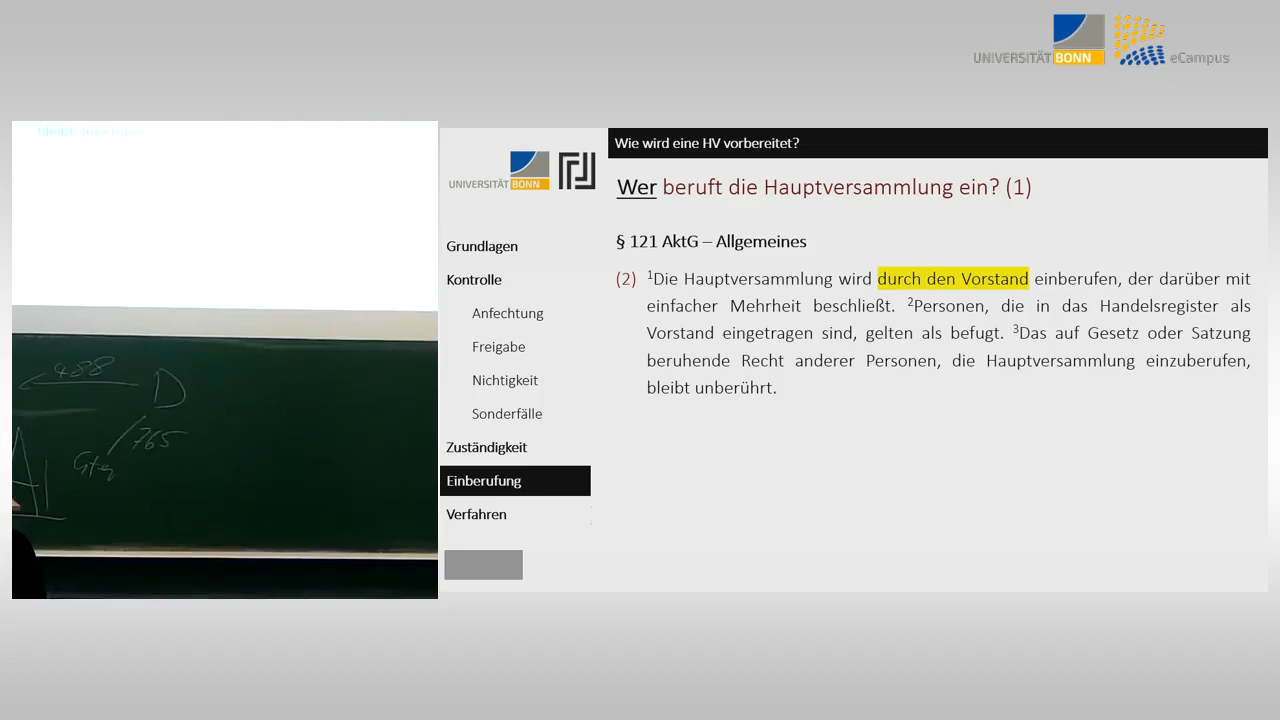 UNIVERSITÄT BONN
eCampus
UNIVERSITÄT BONN
Grundlagen
Kontrolle
Anfechtung
Freigabe
Nichtigkeit
Sonderfälle
Zuständigkeit
Einberufung
Verfahren
Wie wird eine HV vorbereitet?
Wer beruft die Hauptversammlung ein? (1)
§ 121 AktG – Allgemeines
(2) ¹Die Hauptversammlung wird durch den Vorstand einberufen, der darüber mit
einfacher Mehrheit beschließt. ²Personen, die in das Handelsregister als
Vorstand eingetragen sind, gelten als befugt. ³Das auf Gesetz oder Satzung
beruhende Recht anderer Personen, die Hauptversammlung einzuberufen,
bleibt unberührt.
488
D
765